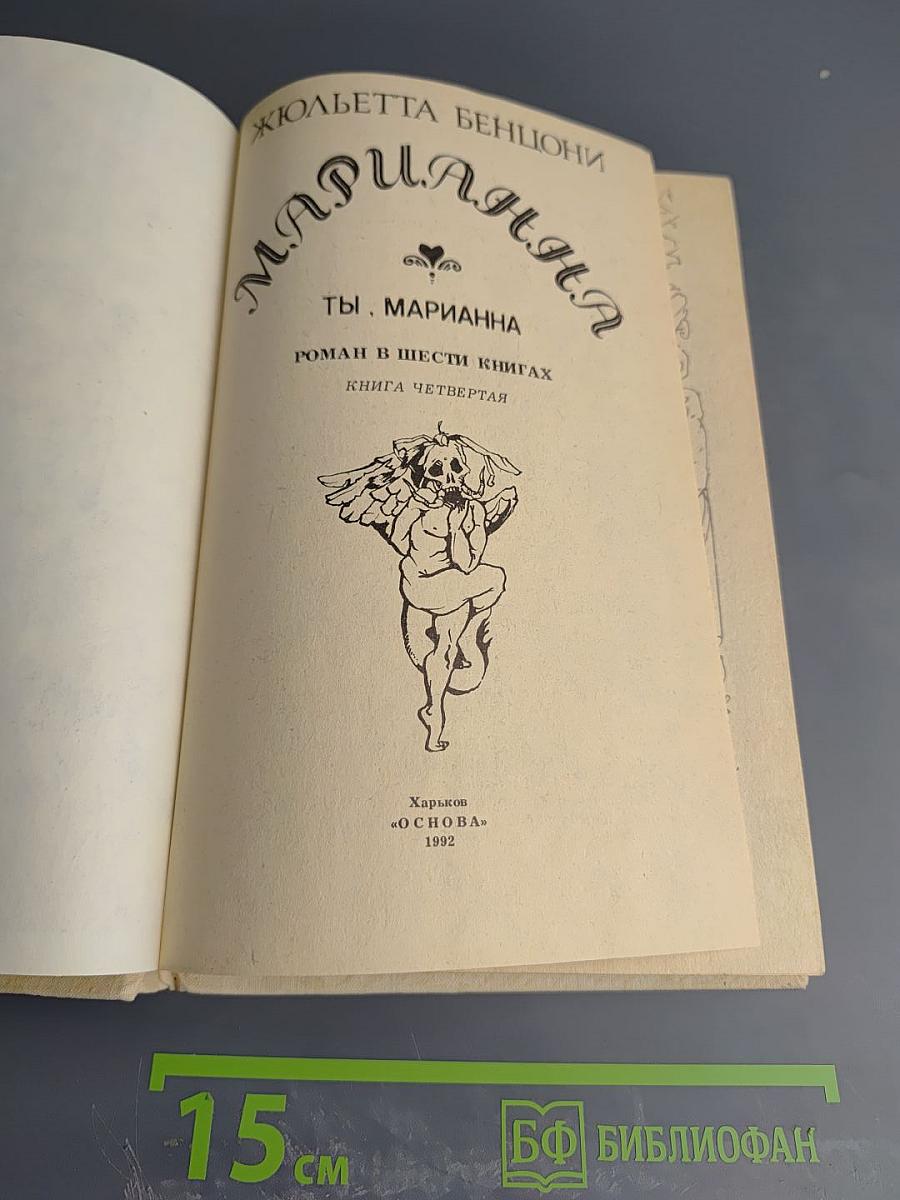 ЖЮЛЬЕТТА БЕНЦОНИ
МАРИАННА
ТЫ , МАРИАННА
РОМАН В ШЕСТИ КНИГАХ
КНИГА ЧЕТВЕРТАЯ
Харьков
«ОСНОВА»
1992
15 см
БФ БИБЛИОФАН